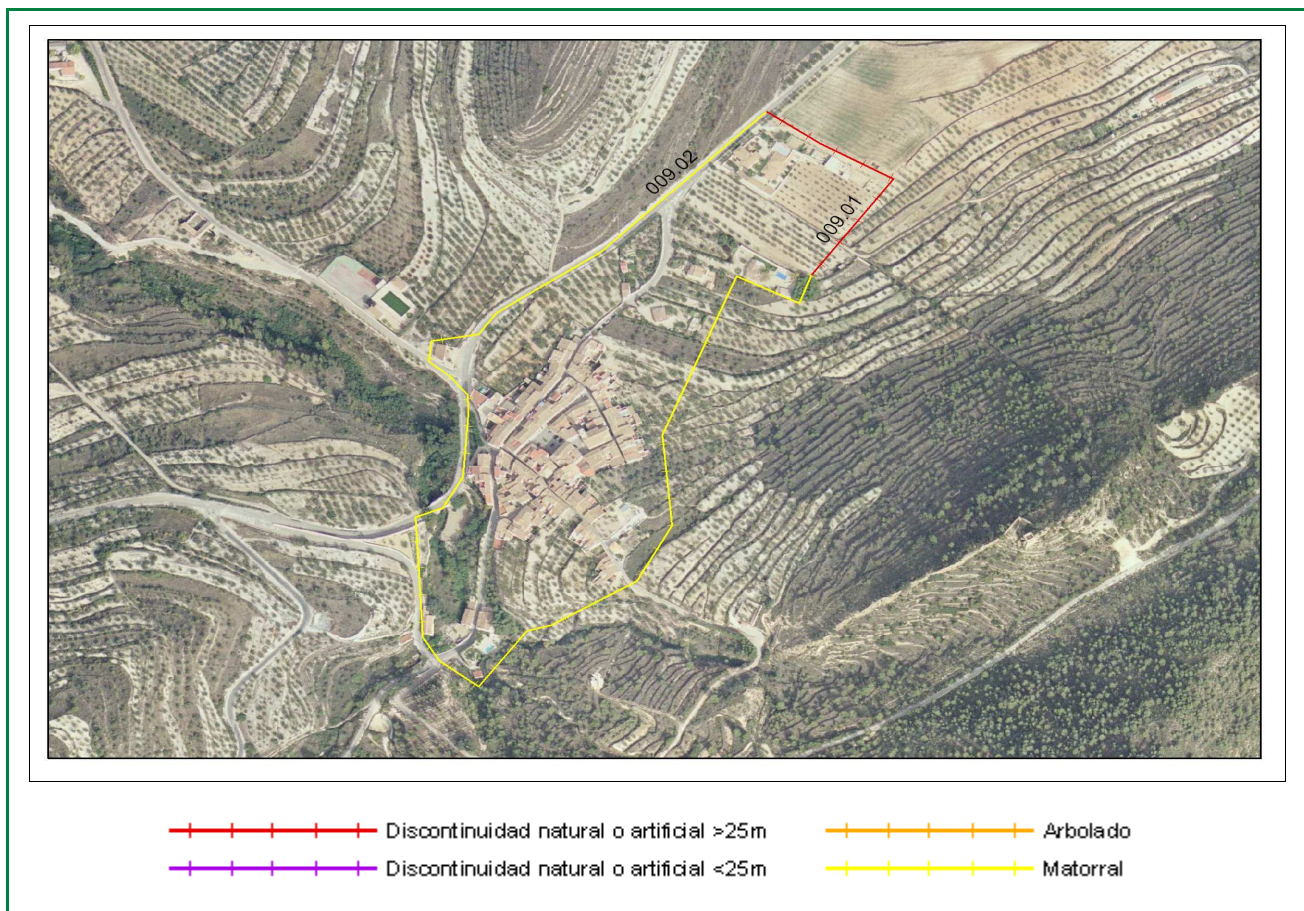 009.02
009.01
Discontinuidad natural o artificial >25m
Arbolado
Discontinuidad natural o artificial <25m
Matorral